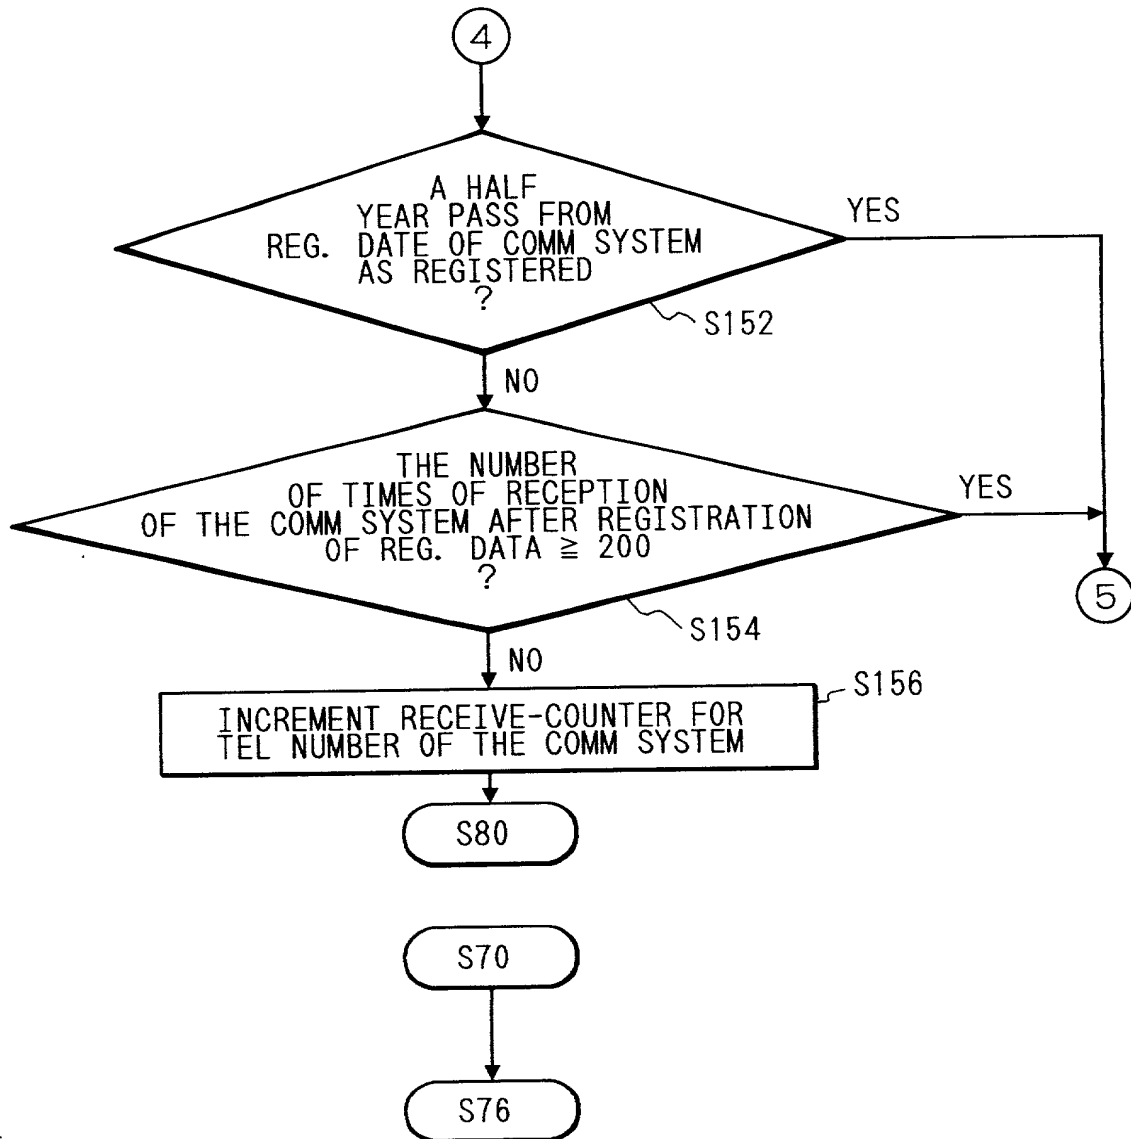 4
A HALF
YEAR PASS FROM
REG. DATE OF COMM SYSTEM
AS REGISTERED
?
YES
S152
NO
THE NUMBER
OF TIMES OF RECEPTION
OF THE COMM SYSTEM AFTER REGISTRATION
OF REG. DATA ≧ 200
?
YES
5
S154
NO
S156
INCREMENT RECEIVE-COUNTER FOR
TEL NUMBER OF THE COMM SYSTEM
S80
S70
S76